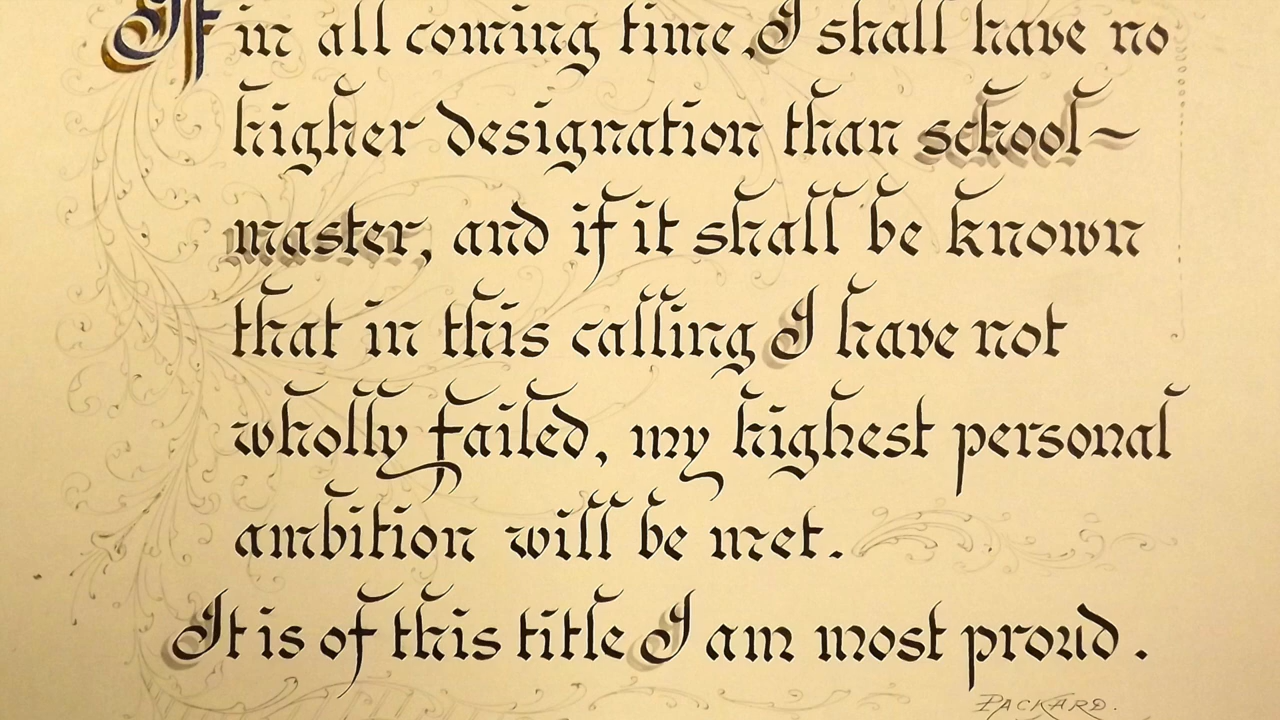 If in all coming time, I shall have no
higher designation than school-
master, and if it shall be known
that in this calling I have not
wholly failed, my highest personal
ambition will be met.
It is of this title I am most proud.
PACKARD.